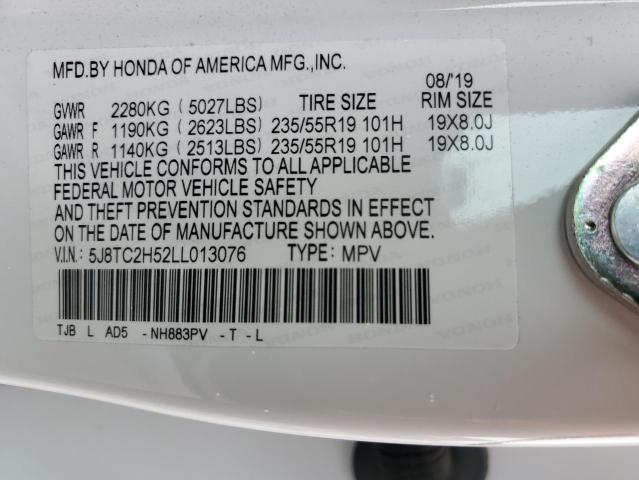 MFD.BY HONDA OF AMERICA MFG.,INC.
08/'19
GVWR 2280KG (5027LBS) TIRE SIZE RIM SIZE
GAWR F 1190KG (2623LBS) 235/55R19 101H 19X8.0J
GAWR R 1140KG (2513LBS) 235/55R19 101H 19X8.0J
THIS VEHICLE CONFORMS TO ALL APPLICABLE
FEDERAL MOTOR VEHICLE SAFETY
AND THEFT PREVENTION STANDARDS IN EFFECT
ON THE DATE OF MANUFACTURE SHOWN ABOVE.
V.I.N.: 5J8TC2H52LL013076 TYPE: MPV
TJB L AD5 -NH883PV -T -L